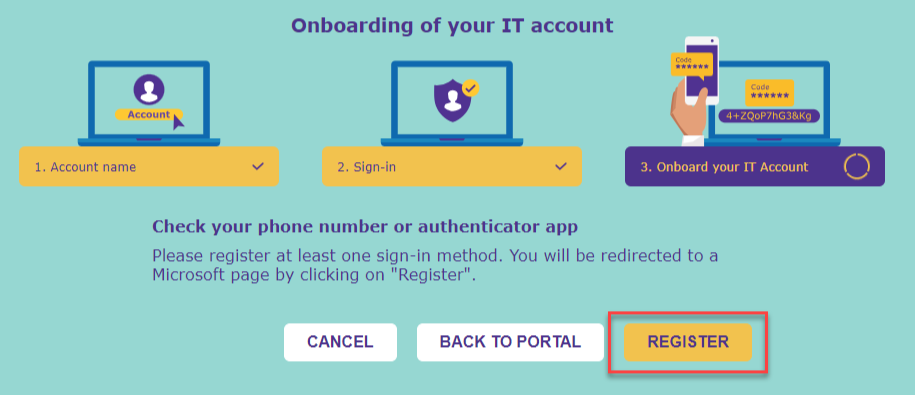 Onboarding of your IT account
Account
Code
******
Code
******
4+ZQoP7hG3&Kg
1. Account name
2. Sign-in
3. Onboard your IT Account
Check your phone number or authenticator app
Please register at least one sign-in method. You will be redirected to a
Microsoft page by clicking on "Register".
CANCEL
BACK TO PORTAL
REGISTER